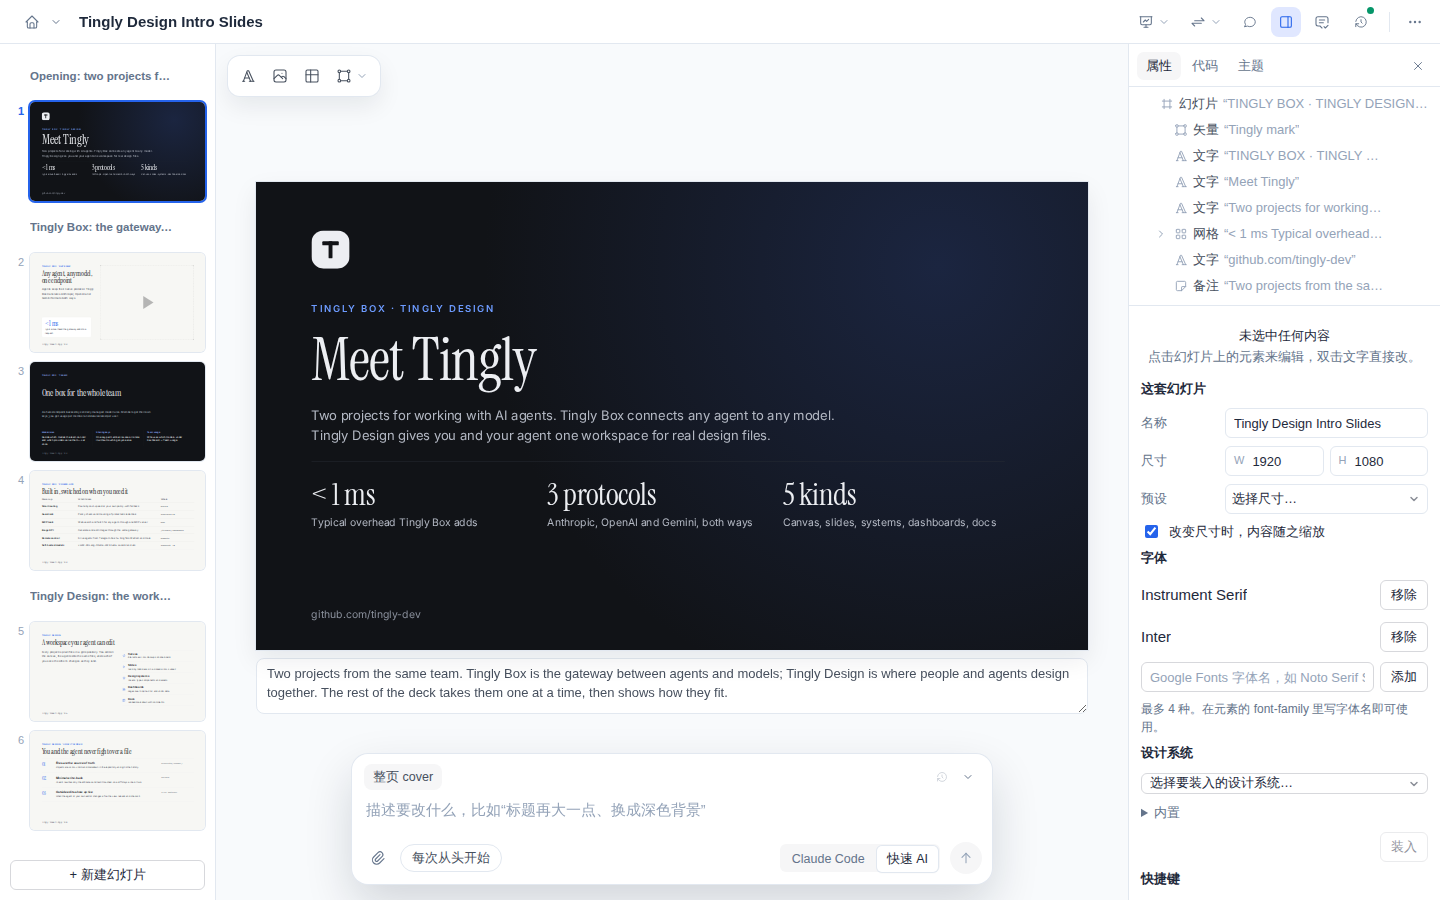 Tingly Design Intro Slides
Opening: two projects f…
1
Meet Tingly
<1 ms
3 protocols
5 kinds
Tingly Box: the gateway…
2
Any agent, any model,
one endpoint
<1 ms
3
One box for the whole team
4
Built in, switched on when you need it
Tingly Design: the work…
5
A workspace your agent can edit
6
You and the agent never fight over a file
+ 新建幻灯片
T
TINGLY BOX · TINGLY DESIGN
Meet Tingly
Two projects for working with AI agents. Tingly Box connects any agent to any model.
Tingly Design gives you and your agent one workspace for real design files.
< 1 ms
3 protocols
5 kinds
Typical overhead Tingly Box adds
Anthropic, OpenAI and Gemini, both ways
Canvas, slides, systems, dashboards, docs
github.com/tingly-dev
Two projects from the same team. Tingly Box is the gateway between agents and models; Tingly Design is where people and agents design
together. The rest of the deck takes them one at a time, then shows how they fit.
整页 cover
描述要改什么，比如“标题再大一点、换成深色背景”
每次从头开始
Claude Code
快速 AI
属性
代码
主题
幻灯片 “TINGLY BOX · TINGLY DESIGN…
矢量 “Tingly mark”
文字 “TINGLY BOX · TINGLY …
文字 “Meet Tingly”
文字 “Two projects for working…
网格 “< 1 ms Typical overhead…
文字 “github.com/tingly-dev”
备注 “Two projects from the sa…
未选中任何内容
点击幻灯片上的元素来编辑，双击文字直接改。
这套幻灯片
名称
Tingly Design Intro Slides
尺寸
W 1920
H 1080
预设
选择尺寸…
改变尺寸时，内容随之缩放
字体
Instrument Serif
移除
Inter
移除
Google Fonts 字体名，如 Noto Serif S
添加
最多 4 种。在元素的 font-family 里写字体名即可使
用。
设计系统
选择要装入的设计系统…
内置
装入
快捷键